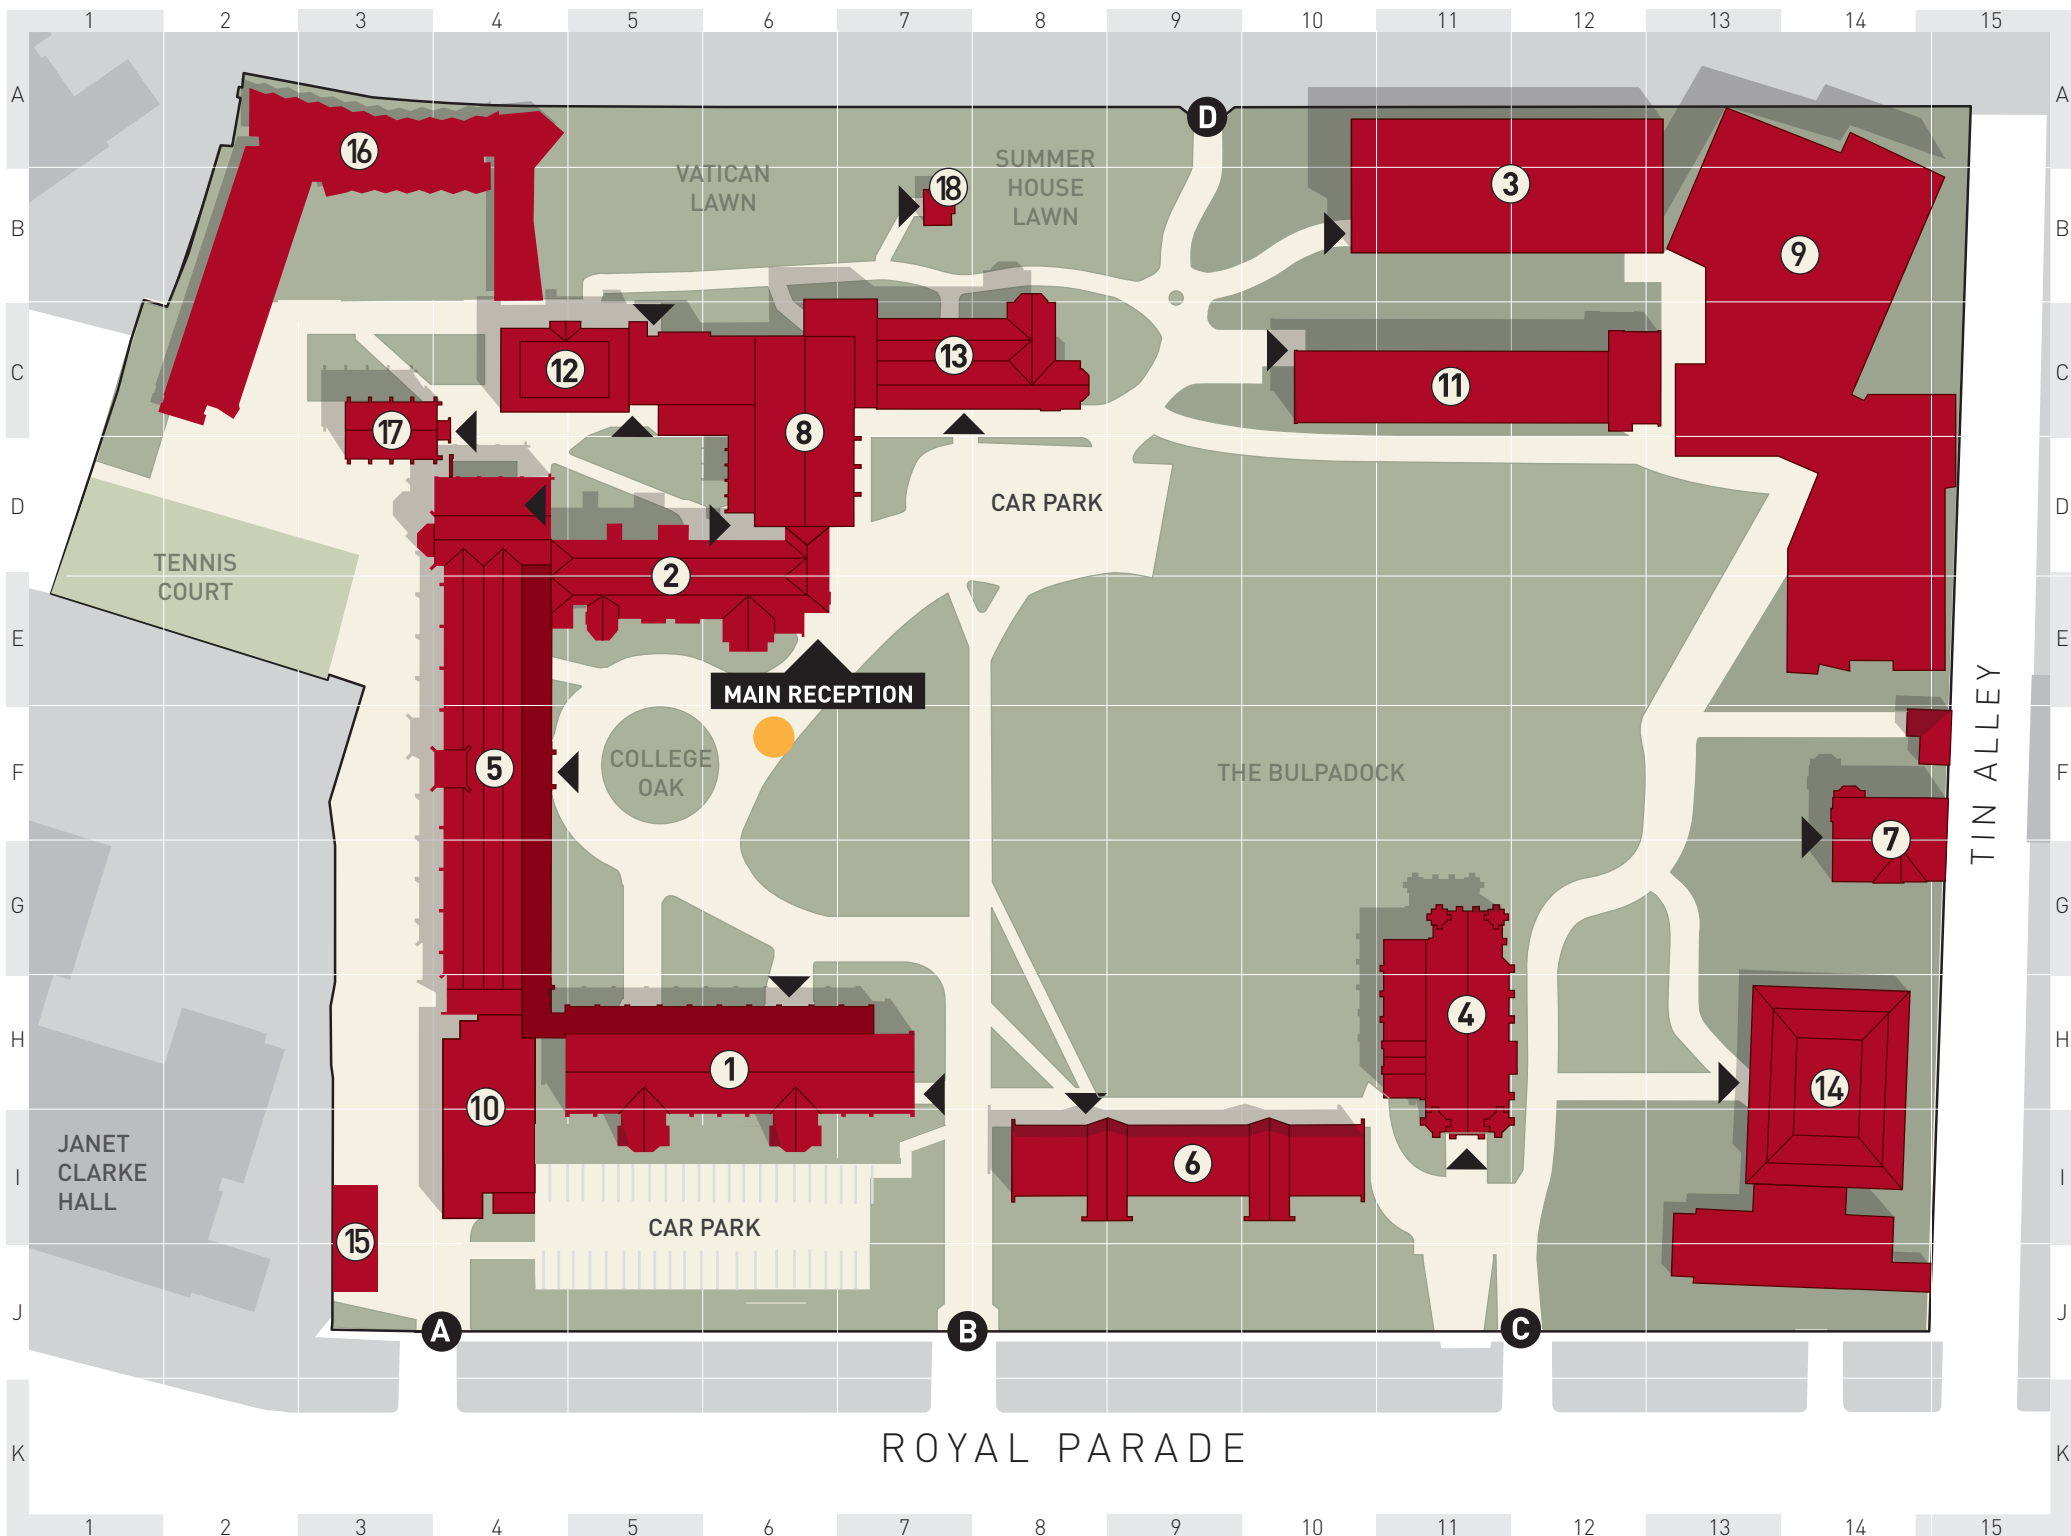 1 2 3 4 5 6 7 8 9 10 11 12 13 14 15
A A
D
16
VATICAN
LAWN
SUMMER
HOUSE
LAWN
18
3
B B
9
C C
12
13
11
17
8
D D
CAR PARK
TENNIS
COURT
2
E E
MAIN RECEPTION
TIN ALLEY
F F
5
COLLEGE
OAK
THE BULPADOCK
7
G G
4
H H
1
14
10
JANET
CLARKE
HALL
I I
6
15
CAR PARK
J J
A
B
C
K K
ROYAL PARADE
1 2 3 4 5 6 7 8 9 10 11 12 13 14 15